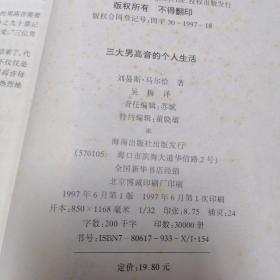 版权所有 不得翻印
版权合同登记号：图字 30－1997－18
三大男高音的个人生活
刘易斯·马尔恰 著
吴梅 译
责任编辑：苏斌
特约编辑：董晓敏
※
海南出版社出版发行
（570105 海口市滨海大道华信路2号）
全国新华书店经销
北京博诚印刷厂印刷
1997年6月第1版 1997年6月第1次印刷
开本：850×1168毫米 1/32 印张：8.75 插页：24
字数：200千字 印数：30000册
书号：ISBN7－80617－933－X/I·154
定价：19.80元